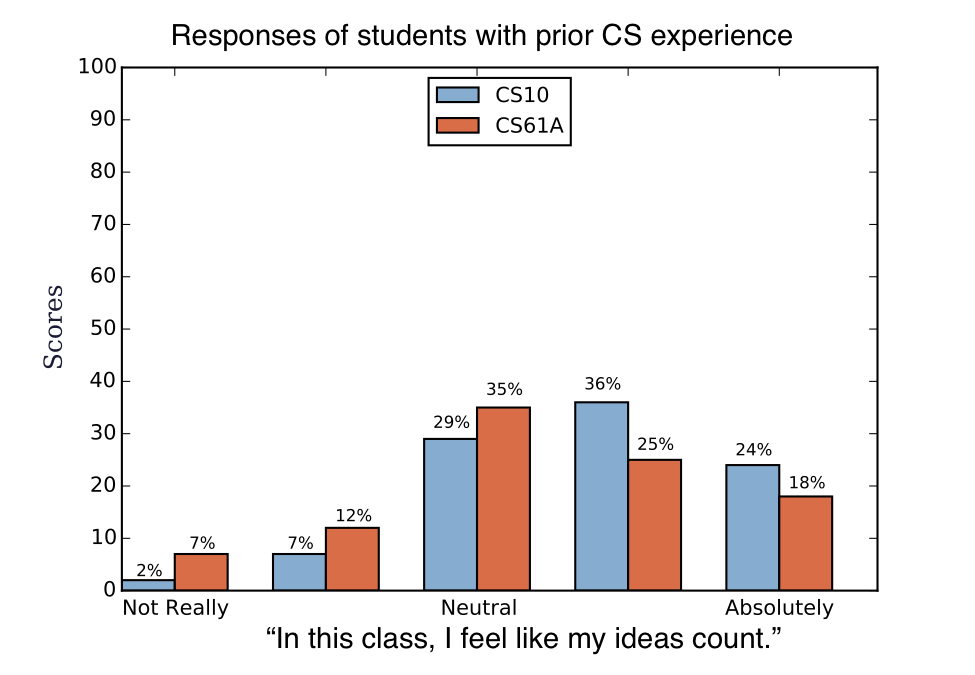 Responses of students with prior CS experience
CS10
CS61A
100
90
80
70
60
50
40
30
20
10
0
Scores
2%
7%
7%
12%
29%
35%
36%
25%
24%
18%
Not Really
Neutral
Absolutely
“In this class, I feel like my ideas count.”